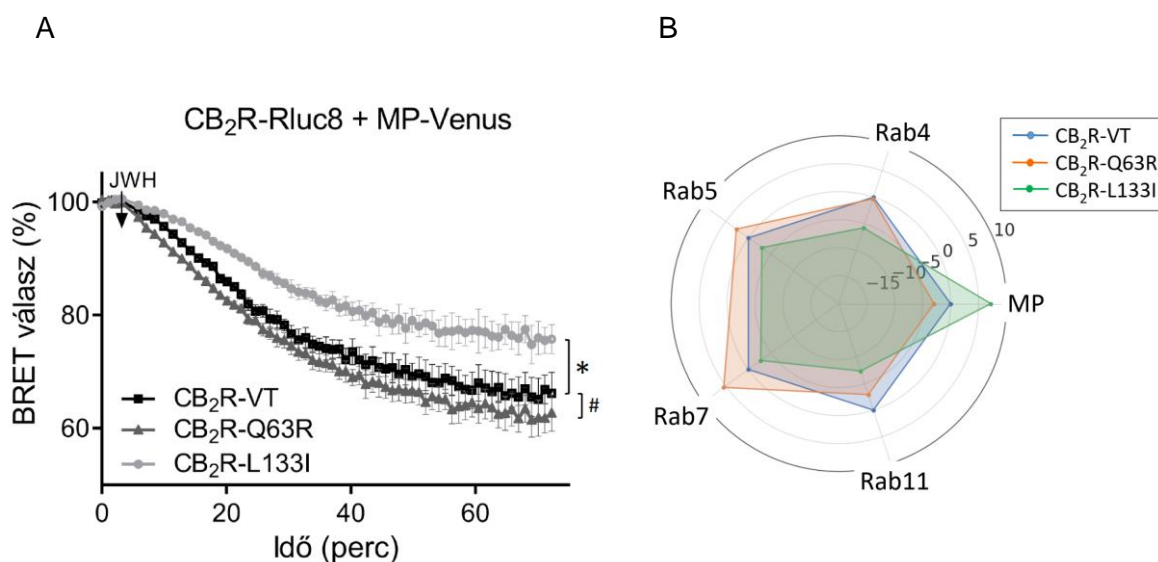 A
CB₂R-Rluc8 + MP-Venus
BRET válasz (%)
100
80
60
JWH
*
#
CB₂R-VT
CB₂R-Q63R
CB₂R-L133I
0
20
40
60
Idő (perc)
B
CB₂R-VT
CB₂R-Q63R
CB₂R-L133I
Rab4
Rab5
10
5
0
-5
-10
-15
MP
Rab7
Rab11